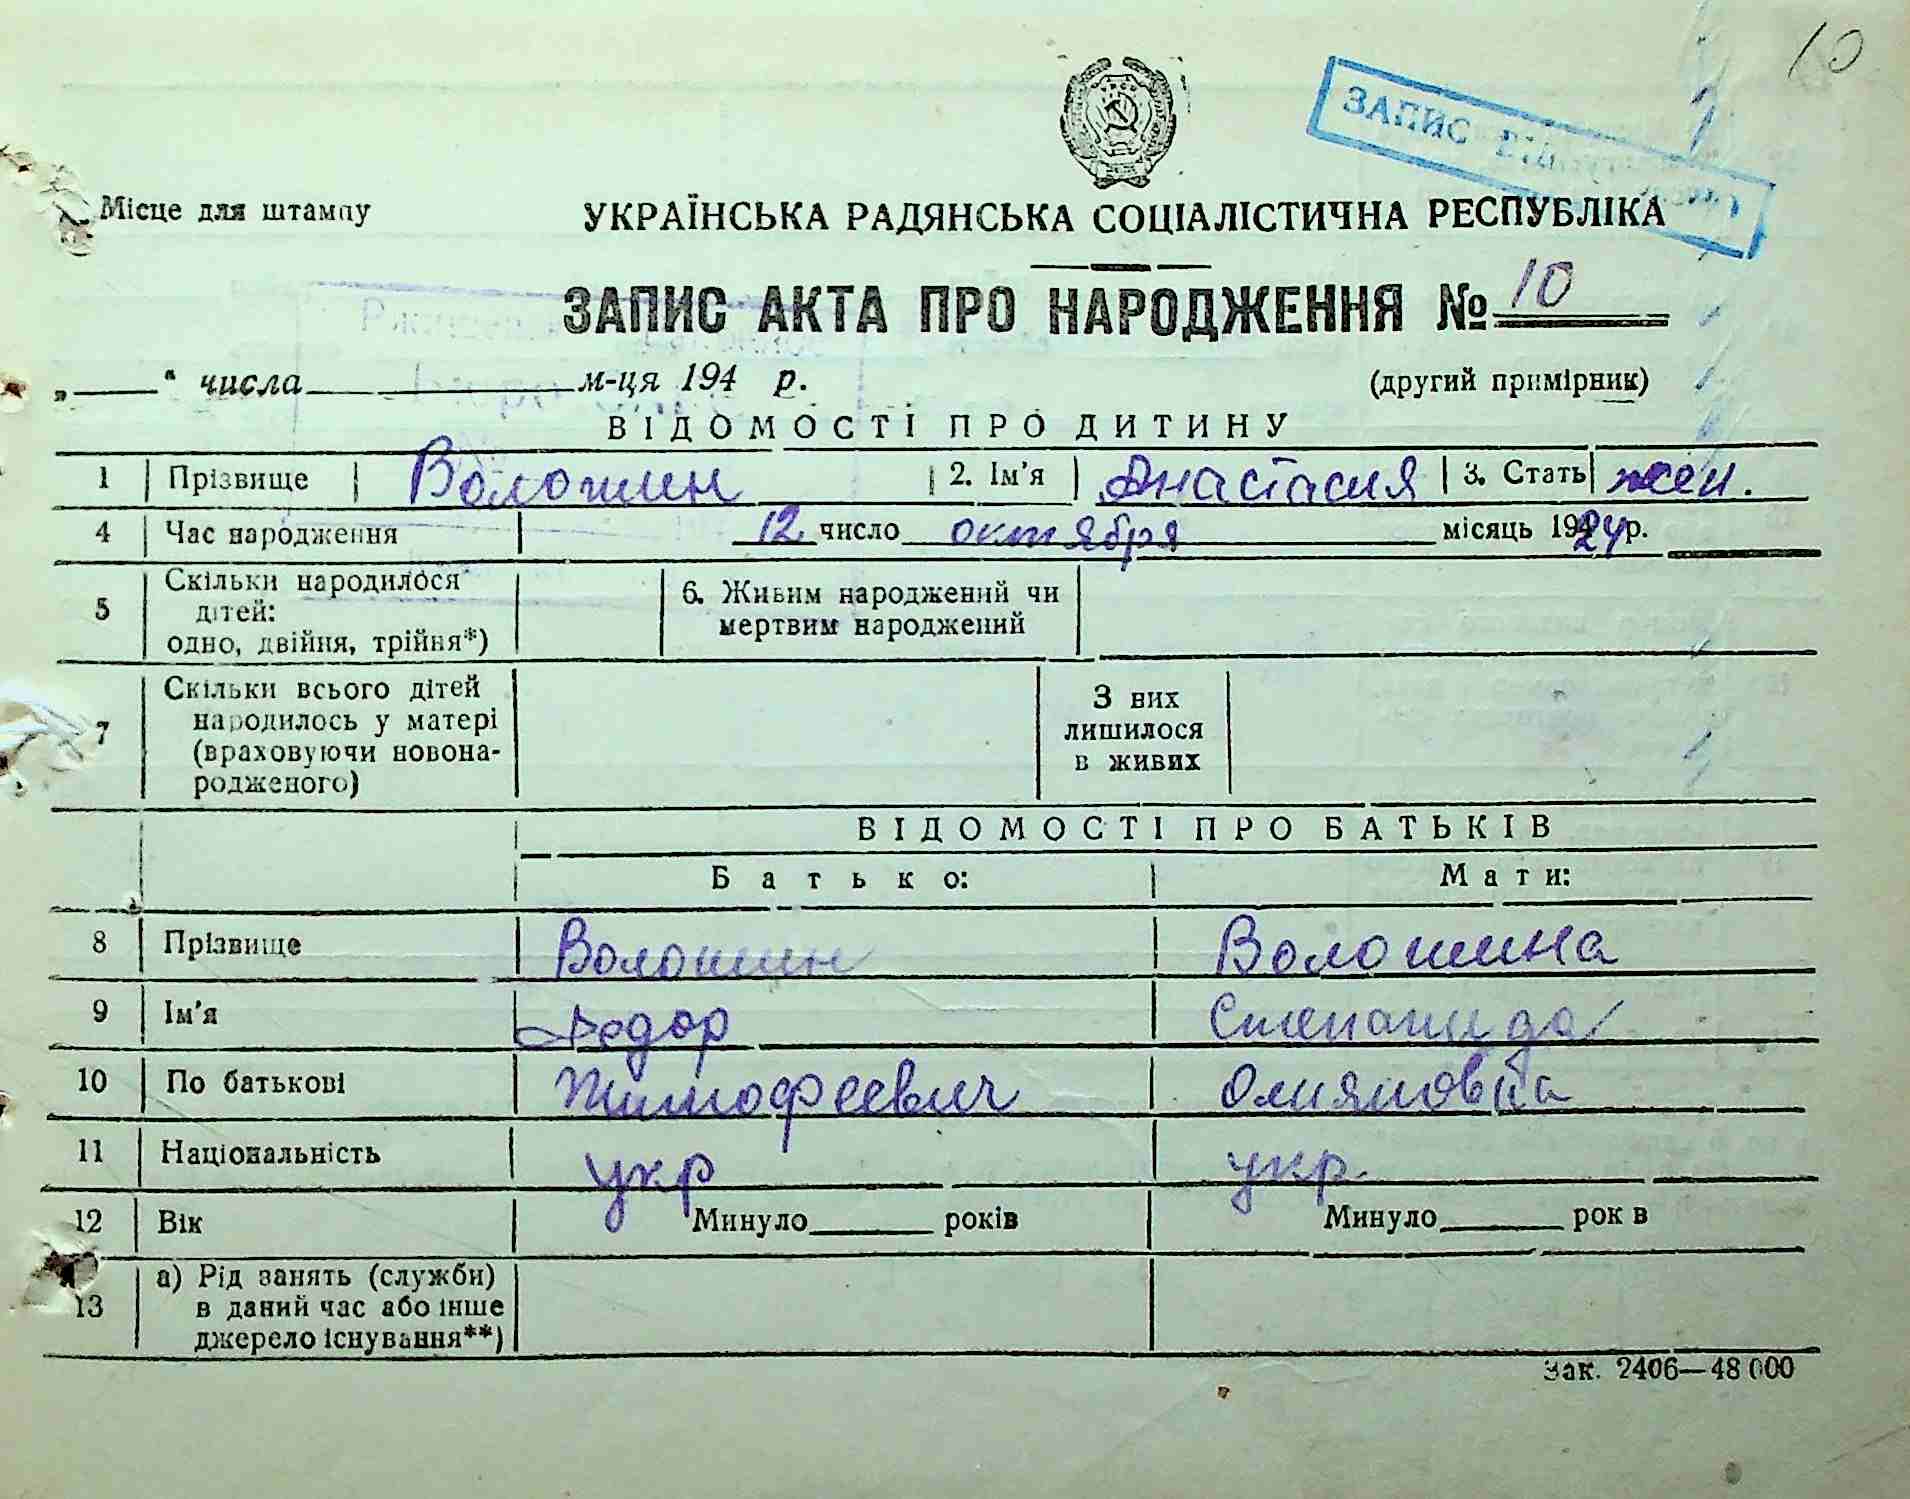 10
ЗАПИС
Місце для штампу
УКРАЇНСЬКА РАДЯНСЬКА СОЦІАЛІСТИЧНА РЕСПУБЛІКА
ЗАПИС АКТА ПРО НАРОДЖЕННЯ № 10
„ “ числа м-ця 194 р. (другий примірник)
ВІДОМОСТІ ПРО ДИТИНУ
1 Прізвище Волошин 2. Ім'я Анастасия 3. Стать жен.
4 Час народження 12 число октября місяць 1924 р.
5 Скільки народилося дітей: одно, двійня, трійня*) 6. Живим народжений чи мертвим народжений
7 Скільки всього дітей народилось у матері (враховуючи новона-родженого) З них лишилося в живих
ВІДОМОСТІ ПРО БАТЬКІВ
Батько: Мати:
8 Прізвище Волошин Волошина
9 Ім'я Федор Степанида
10 По батькові Тимофеевич
11 Національність укр укр.
12 Вік Минуло років Минуло рок в
13 а) Рід занять (служби) в даний час або інше джерело існування**)
Зак. 2406—48 000